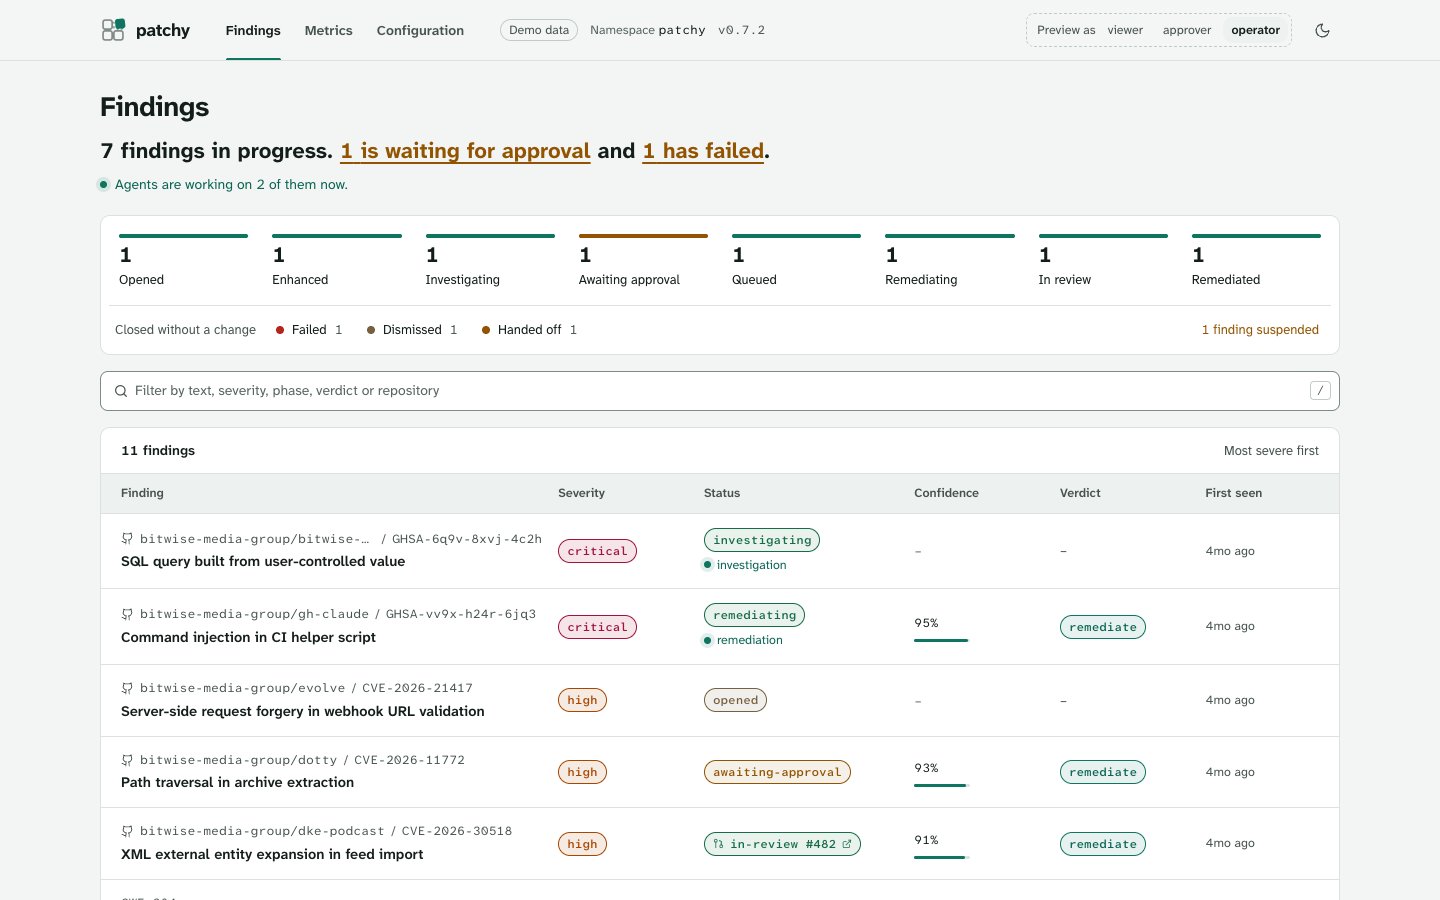 patchy
Findings
Metrics
Configuration
Demo data
Namespace patchy v0.7.2
Preview as viewer approver operator
Findings
7 findings in progress. 1 is waiting for approval and 1 has failed.
Agents are working on 2 of them now.
1 1 1 1 1 1 1 1
Opened Enhanced Investigating Awaiting approval Queued Remediating In review Remediated
Closed without a change Failed 1 Dismissed 1 Handed off 1 1 finding suspended
Filter by text, severity, phase, verdict or repository /
11 findings Most severe first
Finding Severity Status Confidence Verdict First seen
bitwise-media-group/bitwise-… / GHSA-6q9v-8xvj-4c2h
SQL query built from user-controlled value
critical
investigating
investigation
–
–
4mo ago
bitwise-media-group/gh-claude / GHSA-vv9x-h24r-6jq3
Command injection in CI helper script
critical
remediating
remediation
95%
remediate
4mo ago
bitwise-media-group/evolve / CVE-2026-21417
Server-side request forgery in webhook URL validation
high
opened
–
–
4mo ago
bitwise-media-group/dotty / CVE-2026-11772
Path traversal in archive extraction
high
awaiting-approval
93%
remediate
4mo ago
bitwise-media-group/dke-podcast / CVE-2026-30518
XML external entity expansion in feed import
high
in-review #482
91%
remediate
4mo ago